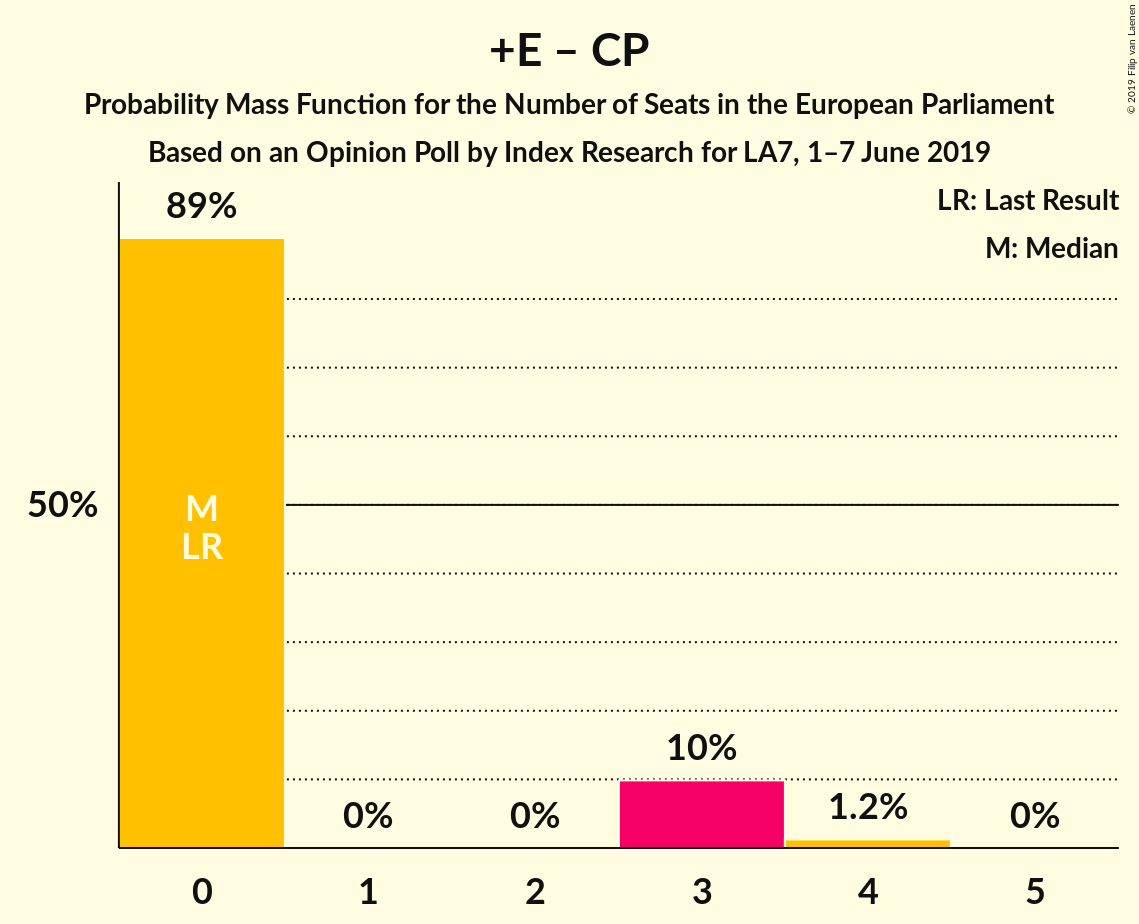 +E – CP
Probability Mass Function for the Number of Seats in the European Parliament
Based on an Opinion Poll by Index Research for LA7, 1–7 June 2019
© 2019 Filip van Laenen
LR: Last Result
M: Median
89%
50%
M
LR
0%
0%
10%
1.2%
0%
0
1
2
3
4
5